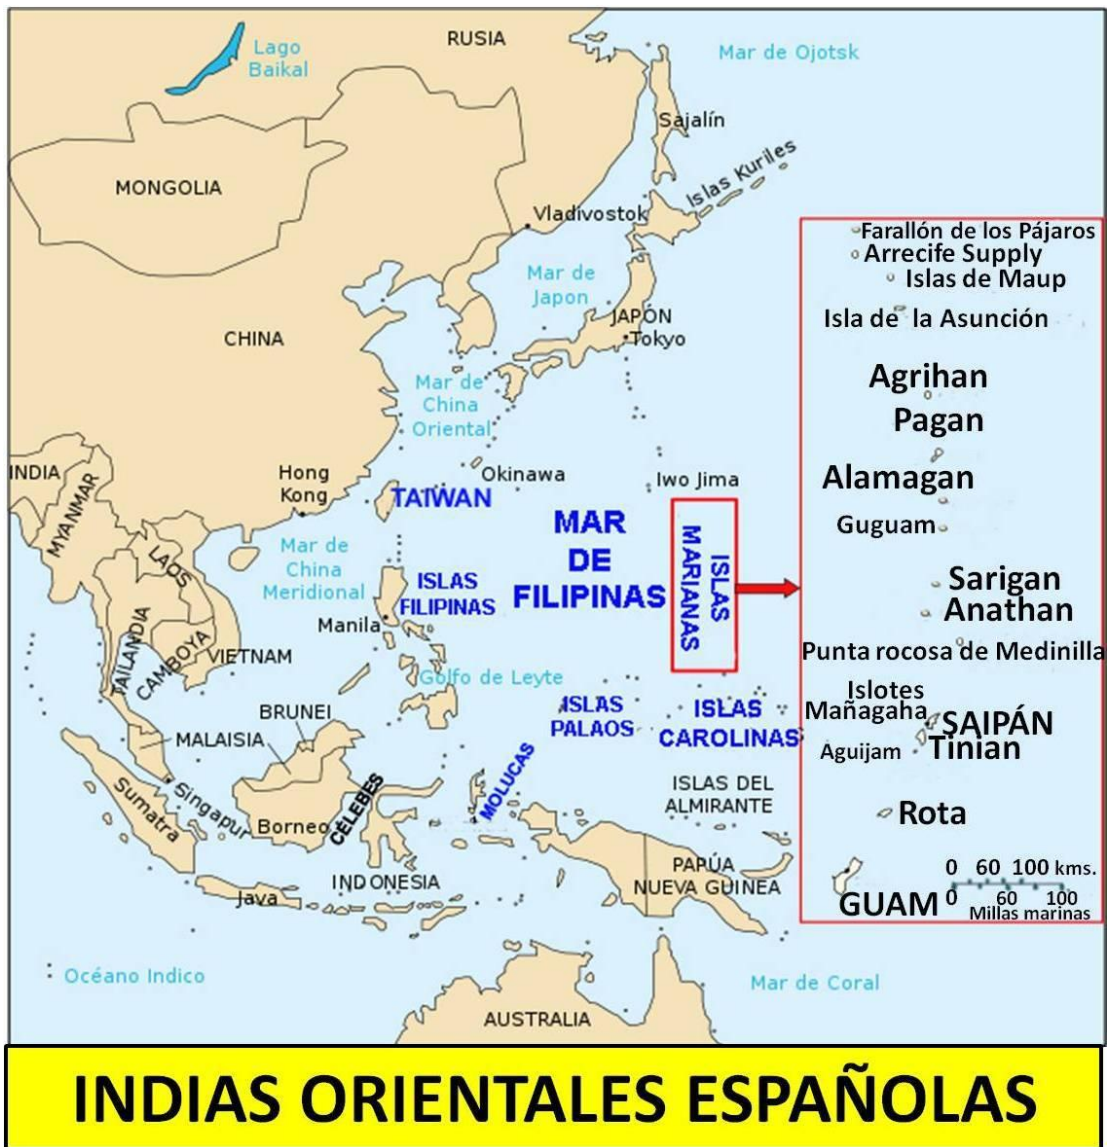 RUSIA
Lago
Baikal
Mar de Ojotsk
Sajalín
MONGOLIA
Islas Kuriles
Vladivostok
Mar de
Japon
JAPÓN
Tokyo
CHINA
Mar de
China
Oriental
INDIA
MYANMAR
Hong
Kong
Okinawa
Iwo Jima
TAIWAN
MAR
DE
FILIPINAS
ISLAS
MARIANAS
LAOS
Mar de
China
Meridional
ISLAS
FILIPINAS
Manila
TAILANDIA
CAMBOYA
VIETNAM
Golfo de Leyte
ISLAS
PALAOS
ISLAS
CAROLINAS
BRUNEI
MALAISIA
MOLUCAS
ISLAS DEL
ALMIRANTE
Singapur
Sumatra
Borneo
CÉLEBES
PAPÚA
NUEVA GUINEA
INDONESIA
Java
Océano Indico
Mar de Coral
AUSTRALIA
Farallón de los Pájaros
Arrecife Supply
Islas de Maup
Isla de la Asunción
Agrihan
Pagan
Alamagan
Guguam
Sarigan
Anathan
Punta rocosa de Medinilla
Islotes
Mañagaha
SAIPÁN
Aguijam
Tinian
Rota
0 60 100 kms.
GUAM
0 60 100
Millas marinas
INDIAS ORIENTALES ESPAÑOLAS